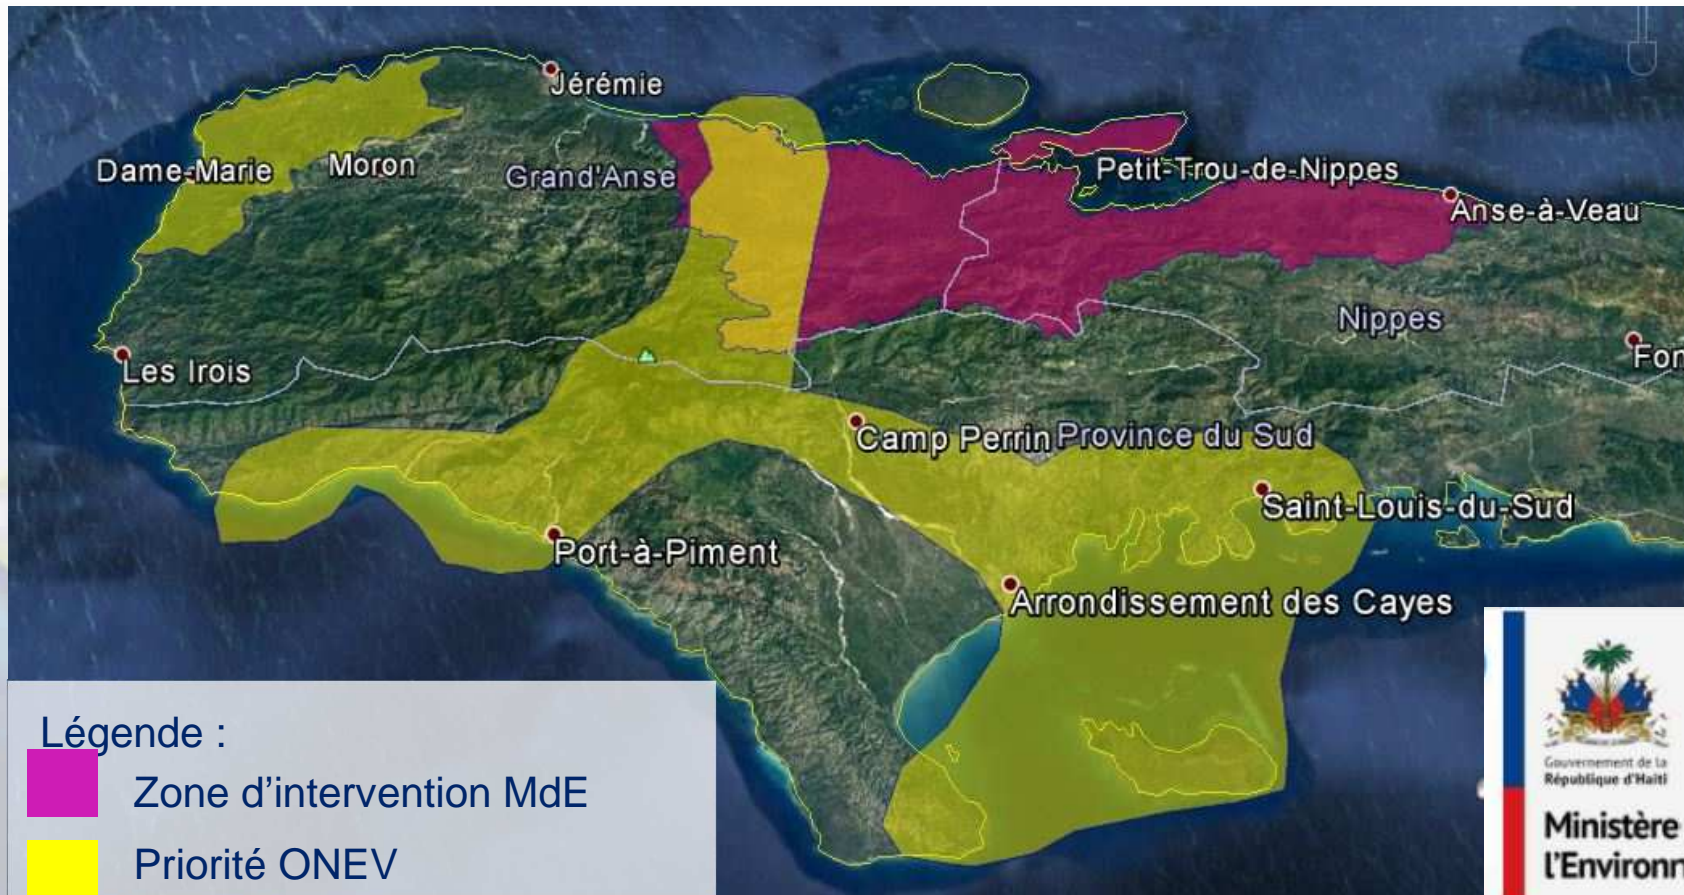 Jérémie
Dame-Marie
Moron
Grand'Anse
Petit-Trou-de-Nippes
Anse-à-Veau
Nippes
Les Irois
Fon
Camp Perrin
Province du Sud
Saint-Louis-du-Sud
Port-à-Piment
Arrondissement des Cayes
Légende :
Zone d’intervention MdE
Priorité ONEV
Gouvernement de la
République d'Haïti
Ministère
l'Environn